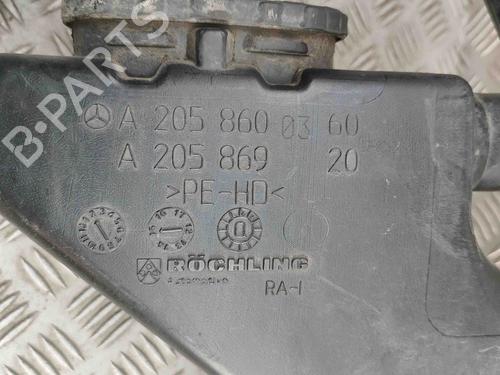 A 205 860 03 60
A 205 869 20
>PE-HD<
RÖCHLING
Automotive
RA-I
B-PARTS